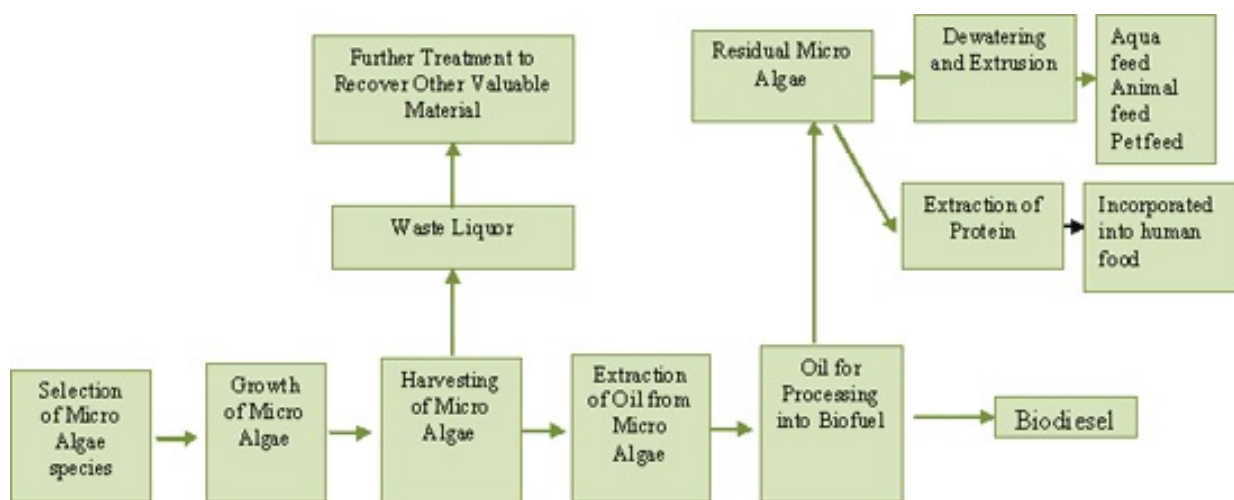 Further Treatment to
Recover Other Valuable
Material
Residual Micro
Algae
Dewatering
and Extrusion
Aqua
feed
Animal
feed
Petfeed
Waste Liquor
Extraction of
Protein
Incorporated
into human
food
Selection
of Micro
Algae
species
Growth
of Micro
Algae
Harvesting
of Micro
Algae
Extraction
of Oil from
Micro
Algae
Oil for
Processing
into Biofuel
Biodiesel